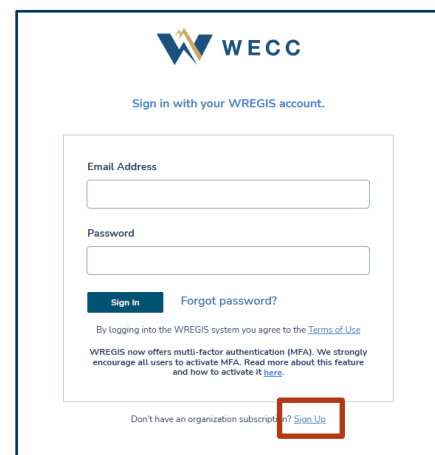 WECC
Sign in with your WREGIS account.
Email Address
Password
Sign In
Forgot password?
By logging into the WREGIS system you agree to the Terms of Use
WREGIS now offers mutli-factor authentication (MFA). We strongly
encourage all users to activate MFA. Read more about this feature
and how to activate it here.
Don't have an organization subscription? Sign Up